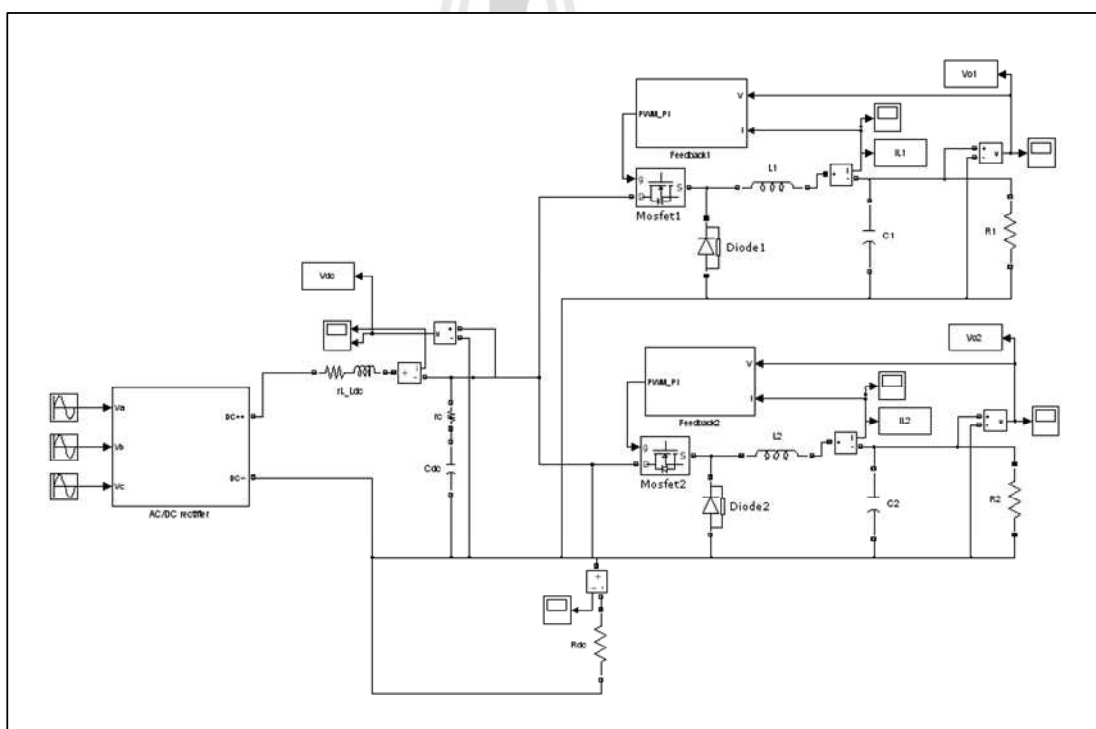 Vo1
V
PWM_PI
I
Feedback1
IL1
L1
g
D
S
Mosfet1
i
+
-
+
-
v
Diode1
C1
R1
Vdc
v
+
-
i
+
-
rL_Ldc
rc
Cdc
Va
Vb
Vc
DC++
DC--
AC/DC rectifier
Vo2
V
PWM_PI
I
Feedback2
IL2
L2
g
D
S
Mosfet2
i
+
-
+
-
v
Diode2
C2
R2
+
-
i
Rdc